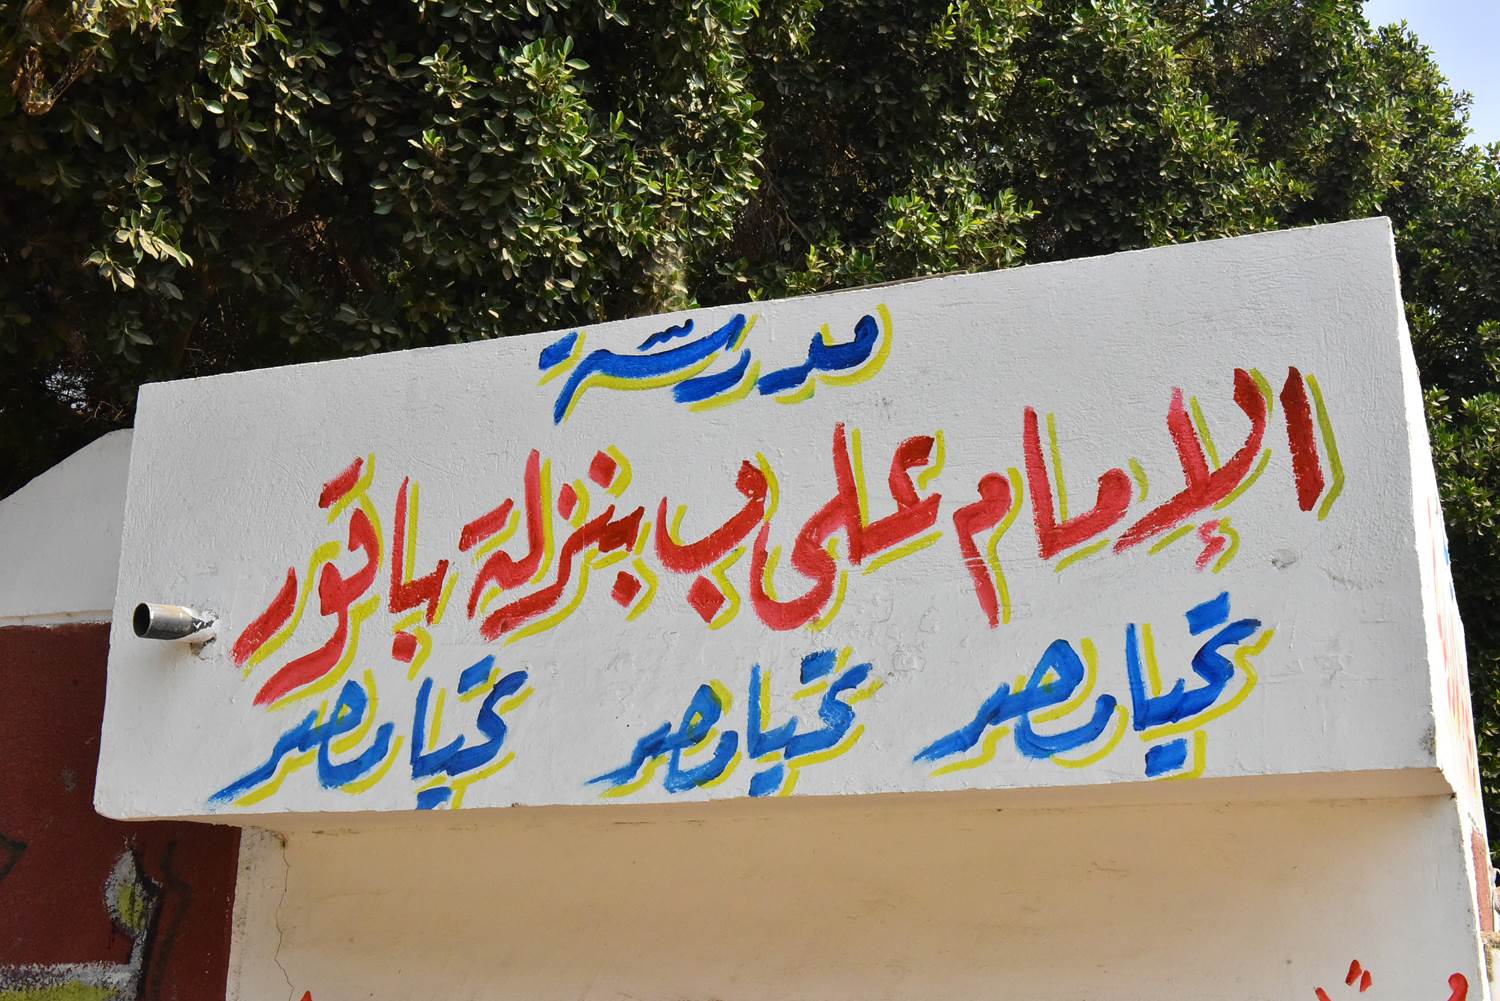 مدرسة
الإمام على ب بنزلة باقور
تحيا مصر تحيا مصر تحيا مصر